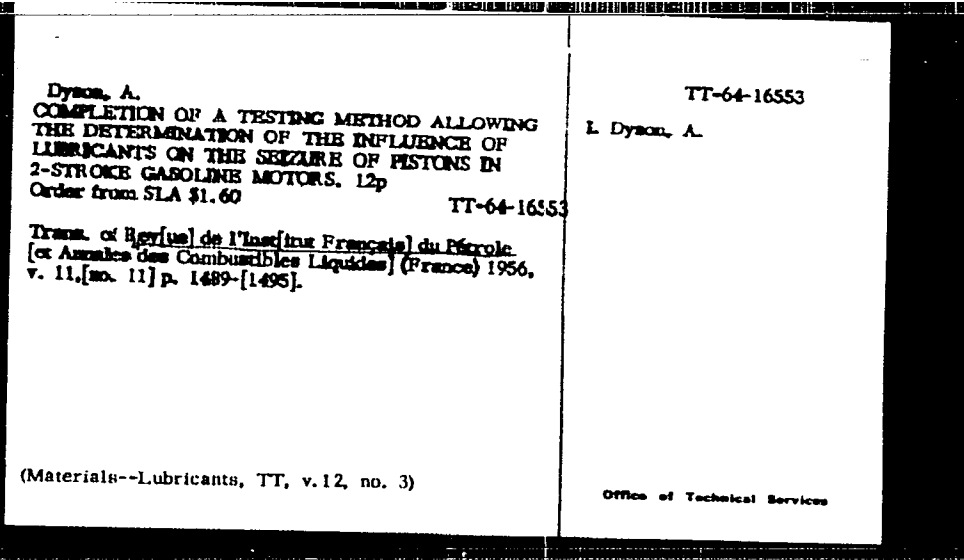 Dyson, A.
COMPLETION OF A TESTING METHOD ALLOWING
THE DETERMINATION OF THE INFLUENCE OF
LUBRICANTS ON THE SEIZURE OF PISTONS IN
2-STROKE GASOLINE MOTORS. 12p
Order from SLA $1.60
TT-64-16553
Trans. of Rev[ue] de l'Inst[itut Français] du Pétrole
[et Annales des Combustibles Liquides] (France) 1956,
v. 11,[no. 11] p. 1489-[1495].
(Materials--Lubricants, TT, v.12, no. 3)
TT-64-16553
I. Dyson, A.
Office of Technical Services